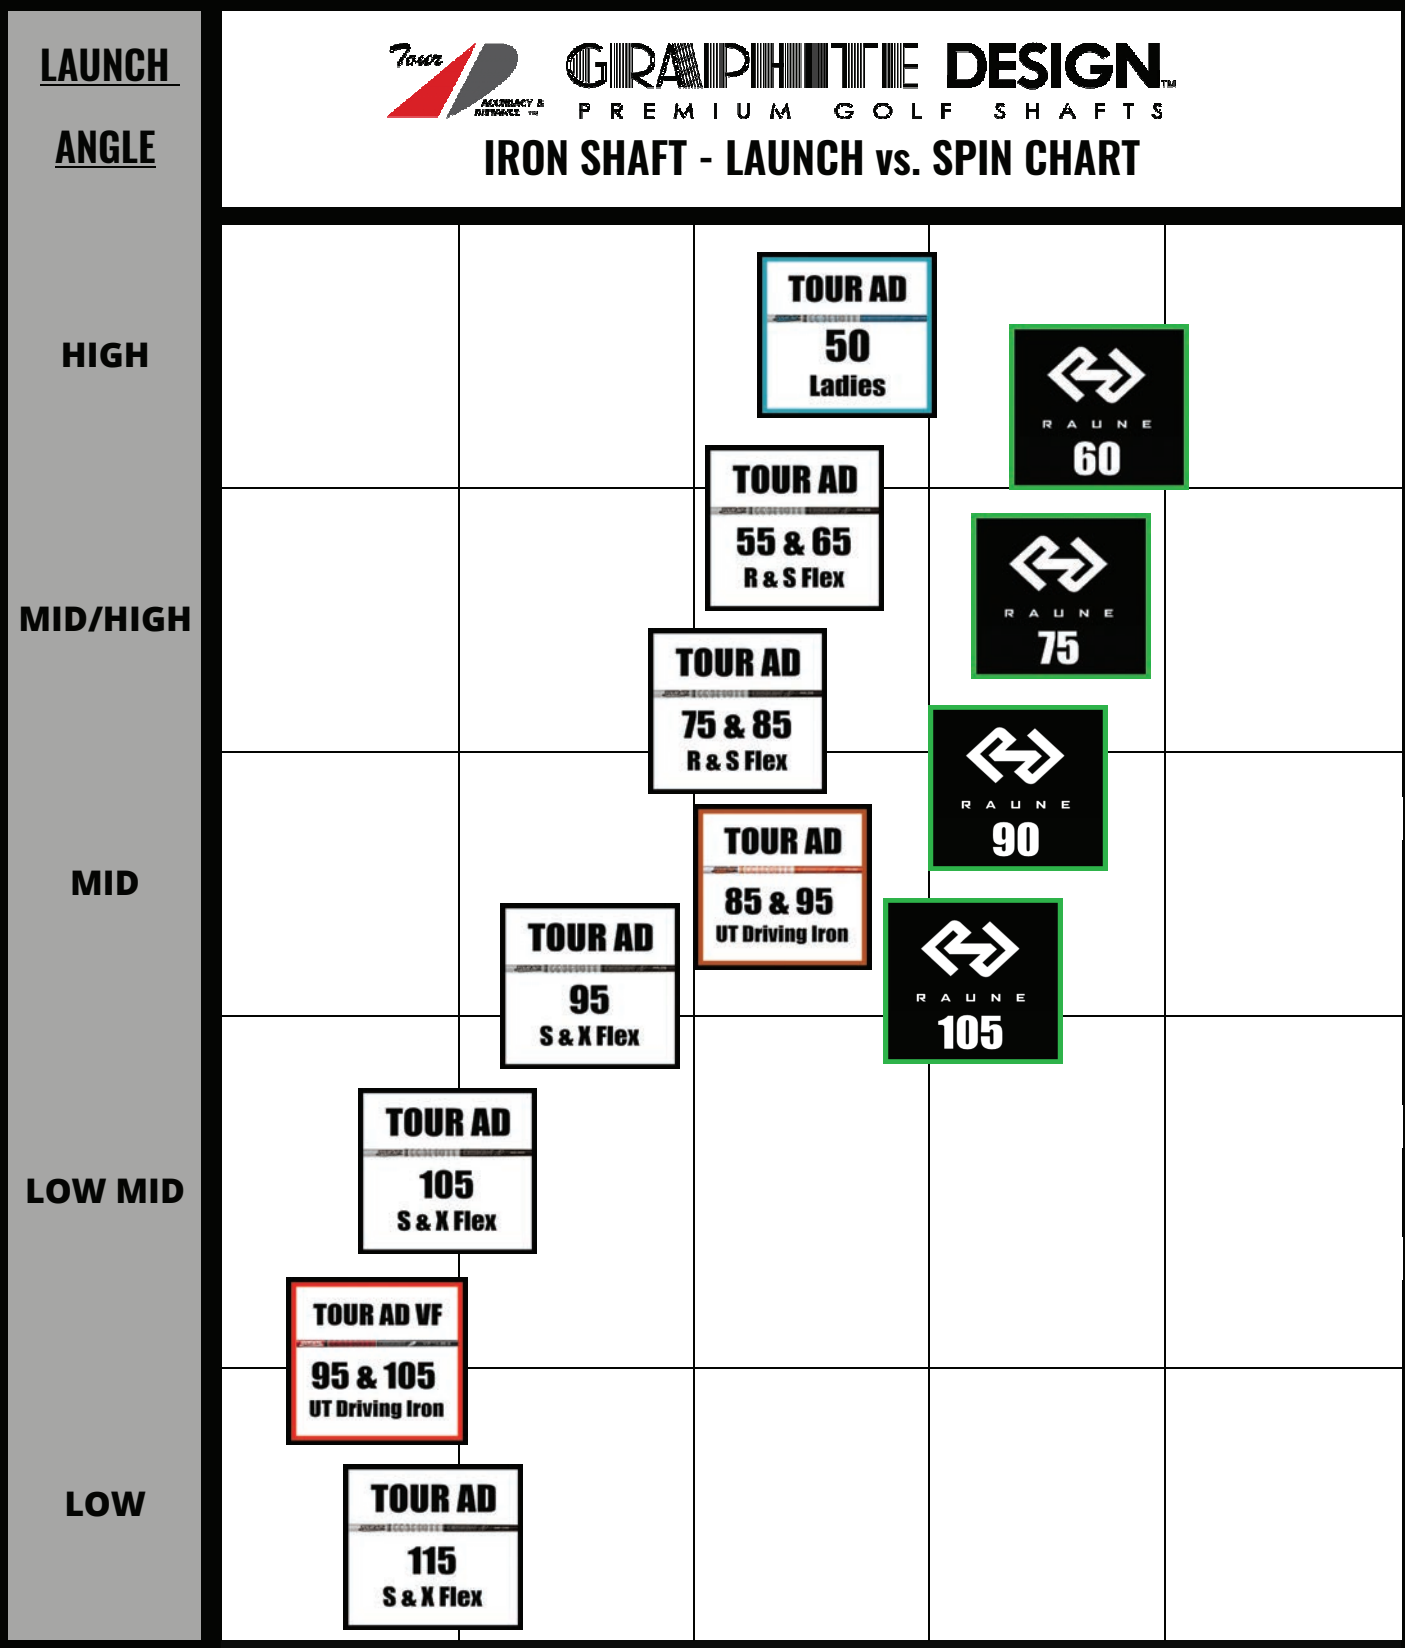 LAUNCH
ANGLE
Tour
ACCURACY &
DISTANCE ™
GRAPHITE DESIGN™
PREMIUM GOLF SHAFTS
IRON SHAFT - LAUNCH vs. SPIN CHART
HIGH
TOUR AD
50
Ladies
RAUNE
60
MID/HIGH
TOUR AD
55 & 65
R & S Flex
RAUNE
75
TOUR AD
75 & 85
R & S Flex
RAUNE
90
MID
TOUR AD
85 & 95
UT Driving Iron
TOUR AD
95
S & X Flex
RAUNE
105
LOW MID
TOUR AD
105
S & X Flex
TOUR AD VF
95 & 105
UT Driving Iron
LOW
TOUR AD
115
S & X Flex